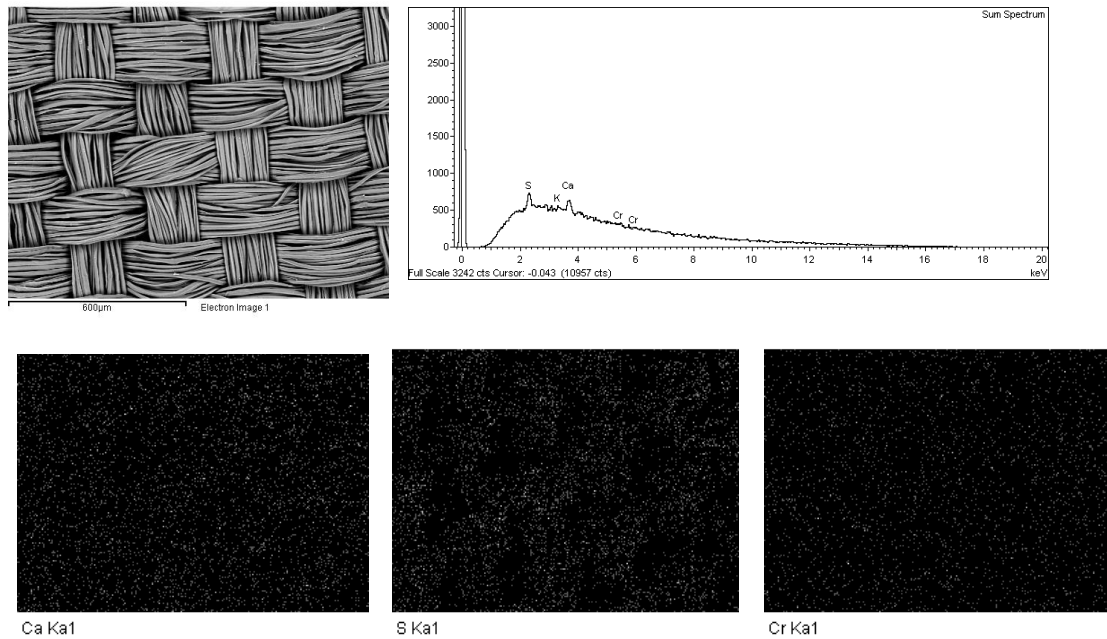 Sum Spectrum
3000
2500
2000
1500
1000
500
0
S
K
Ca
Cr
Cr
0 2 4 6 8 10 12 14 16 18 20
Full Scale 3242 cts Cursor: -0.043 (10957 cts) keV
600µm Electron Image 1
Ca Ka1
S Ka1
Cr Ka1